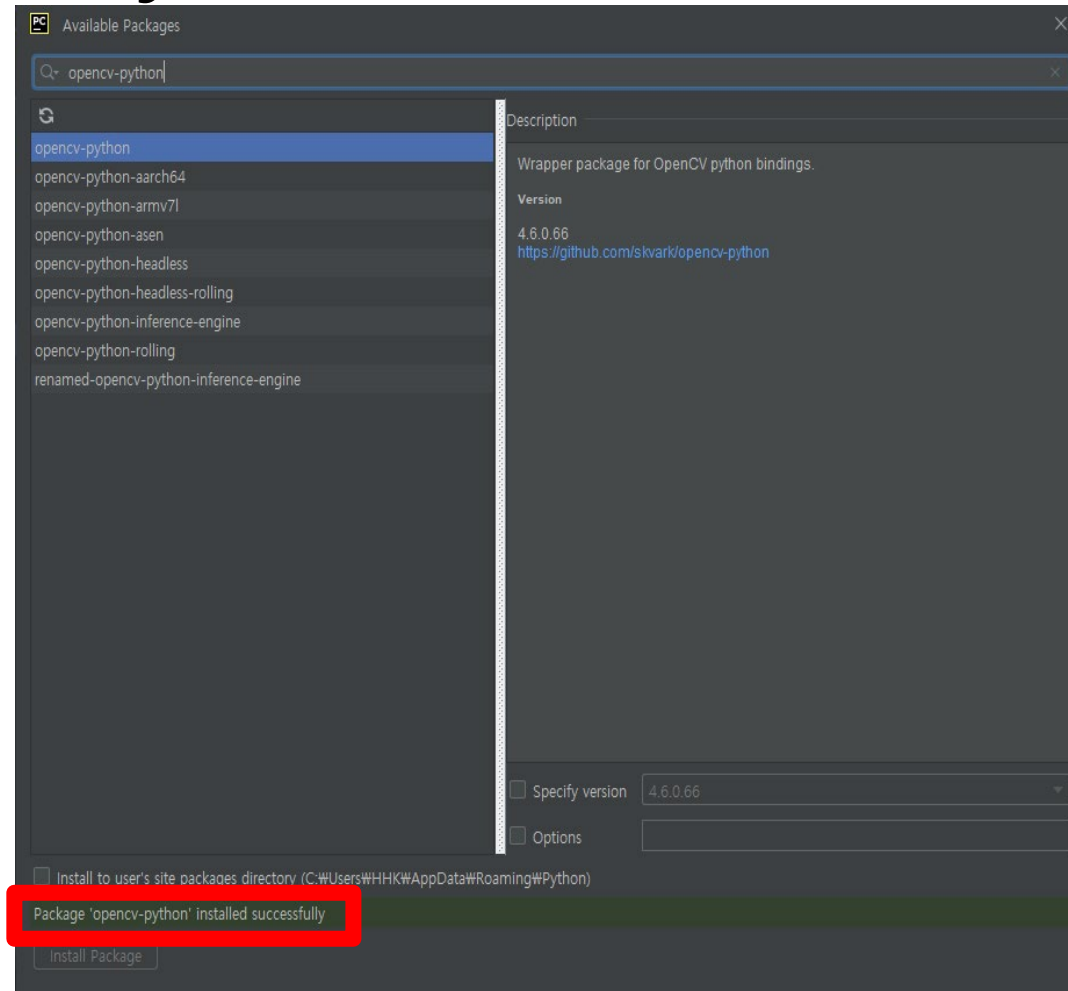 PC
Available Packages
opencv-python
opencv-python
opencv-python-aarch64
opencv-python-armv7l
opencv-python-asen
opencv-python-headless
opencv-python-headless-rolling
opencv-python-inference-engine
opencv-python-rolling
renamed-opencv-python-inference-engine
Description
Wrapper package for OpenCV python bindings.
Version
4.6.0.66
https://github.com/skvark/opencv-python
Specify version 4.6.0.66
Options
Install to user's site packages directory (C:₩Users₩HHK₩AppData₩Roaming₩Python)
Package 'opencv-python' installed successfully
Install Package